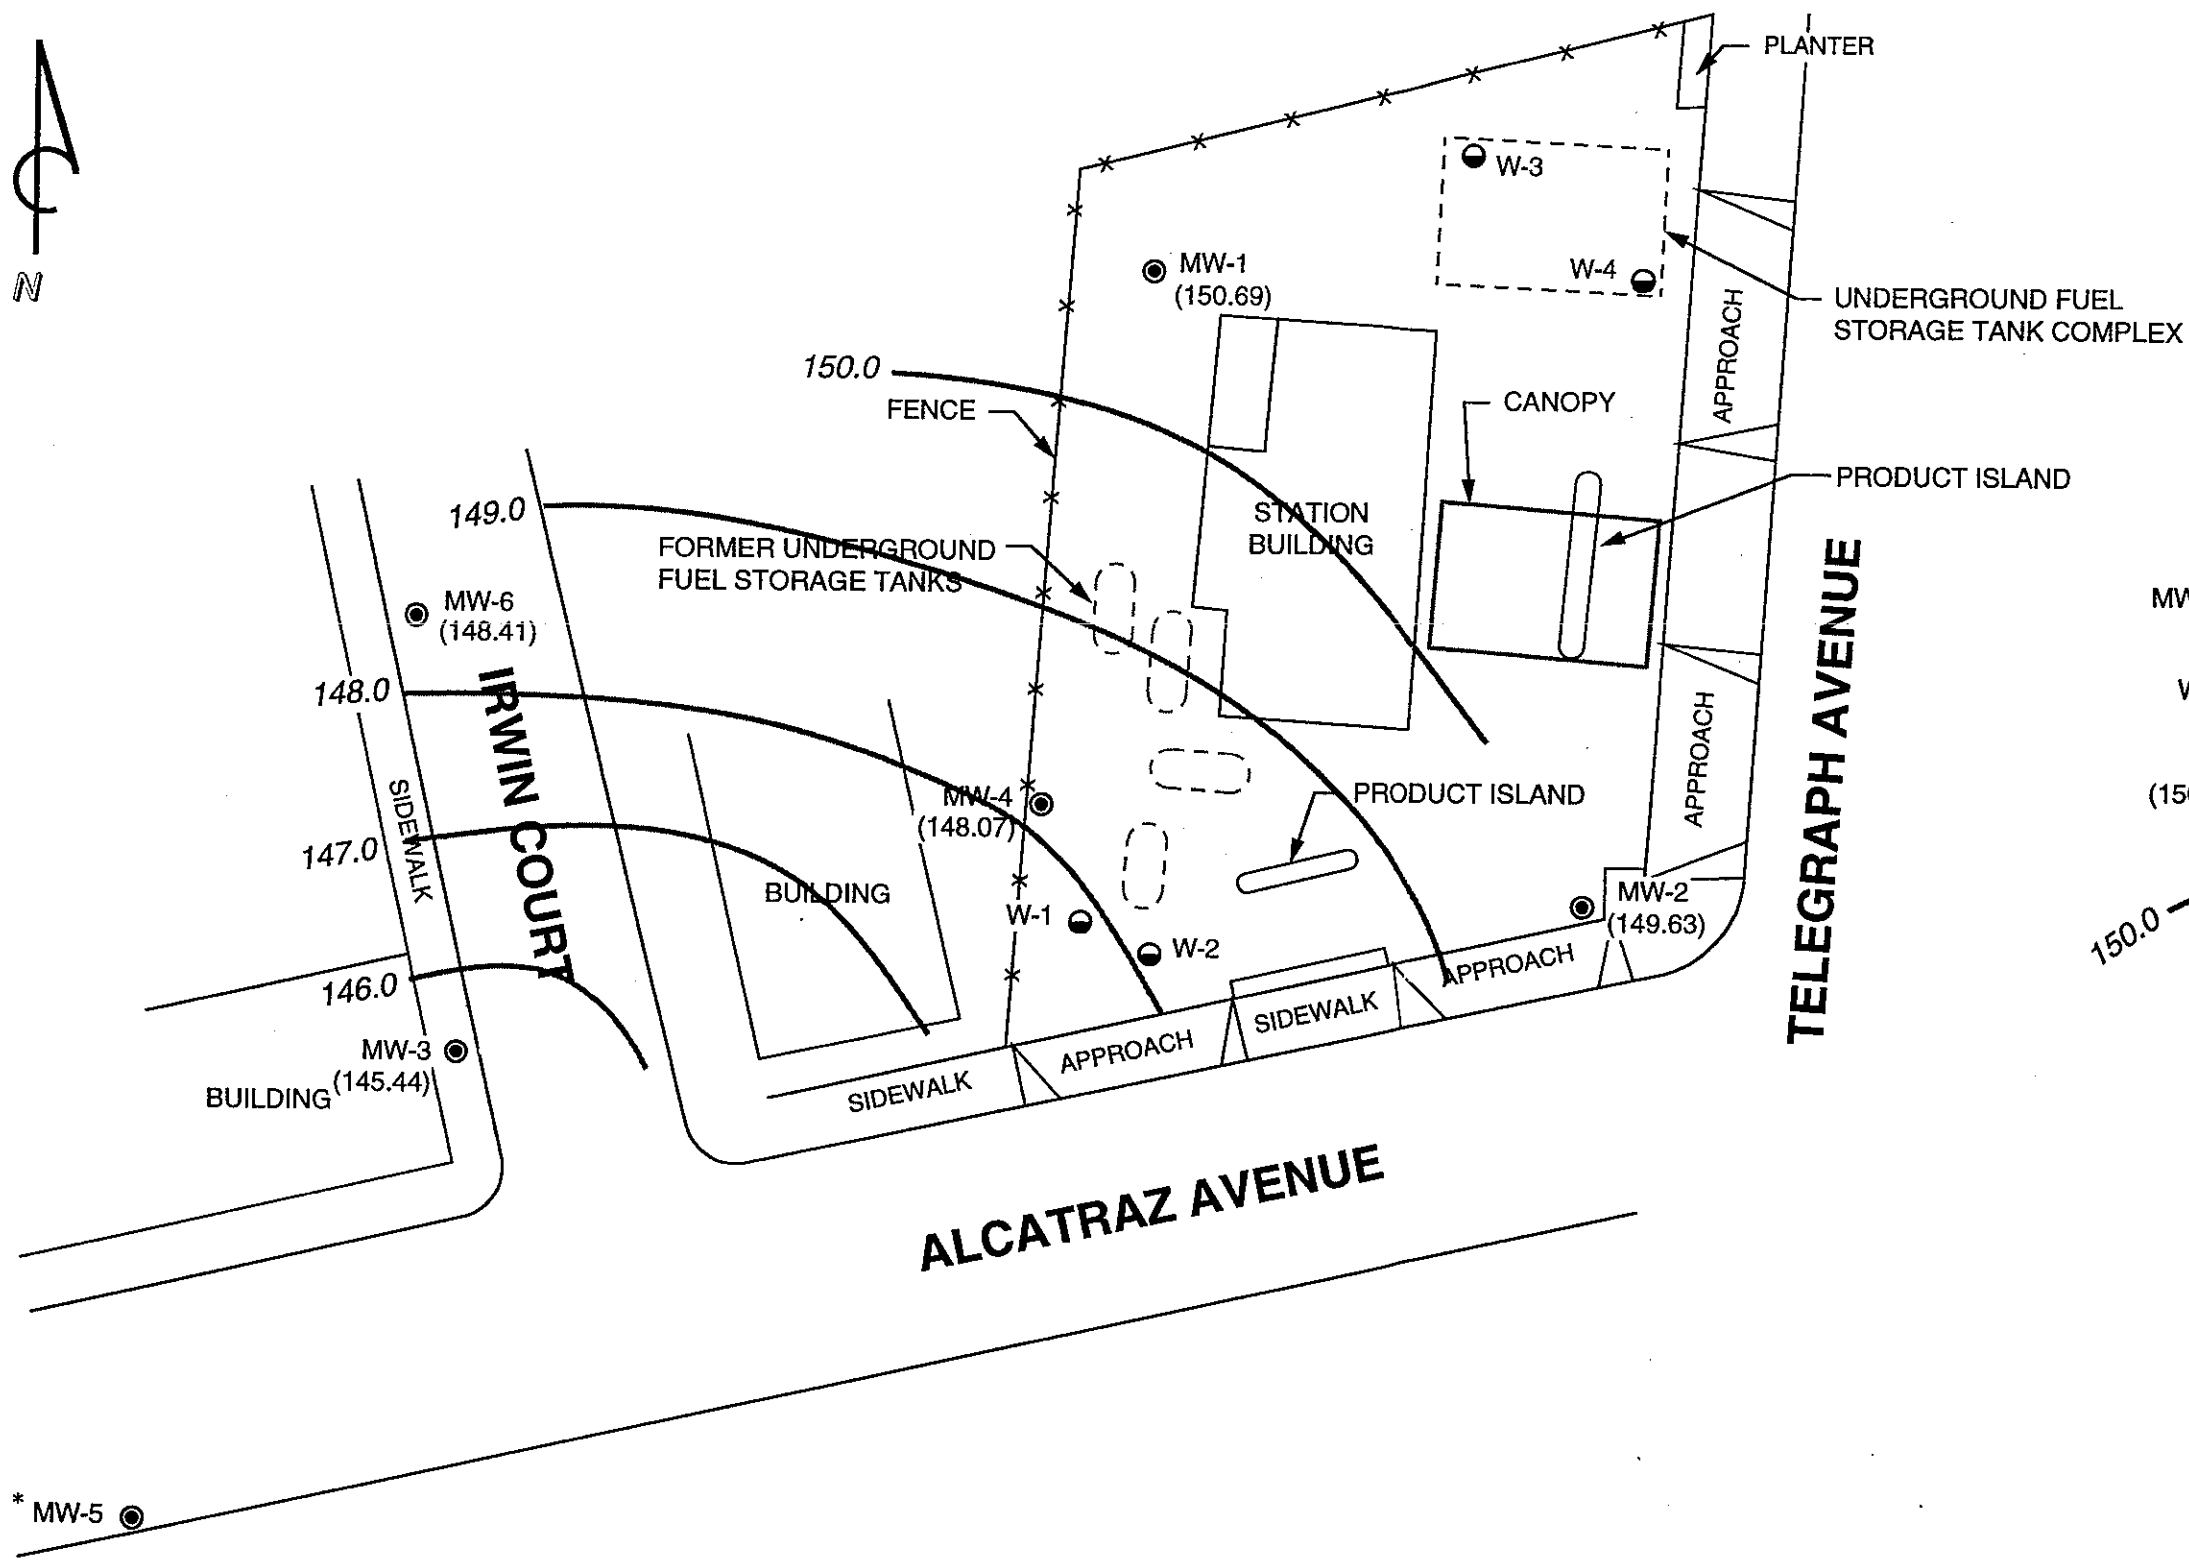 PLANTER
W-3
MW-1
(150.69)
W-4
UNDERGROUND FUEL
STORAGE TANK COMPLEX
N
APPROACH
150.0
FENCE
CANOPY
PRODUCT ISLAND
149.0
STATION
BUILDING
FORMER UNDERGROUND
FUEL STORAGE TANKS
MW-6
(148.41)
MW
148.0
IRWIN COURT
TELEGRAPH AVENUE
W
APPROACH
SIDEWALK
MW-4
(148.07)
PRODUCT ISLAND
(15
147.0
BUILDING
W-1
W-2
MW-2
(149.63)
150.0
146.0
APPROACH
SIDEWALK
APPROACH
MW-3
(145.44)
BUILDING
SIDEWALK
ALCATRAZ AVENUE
* MW-5